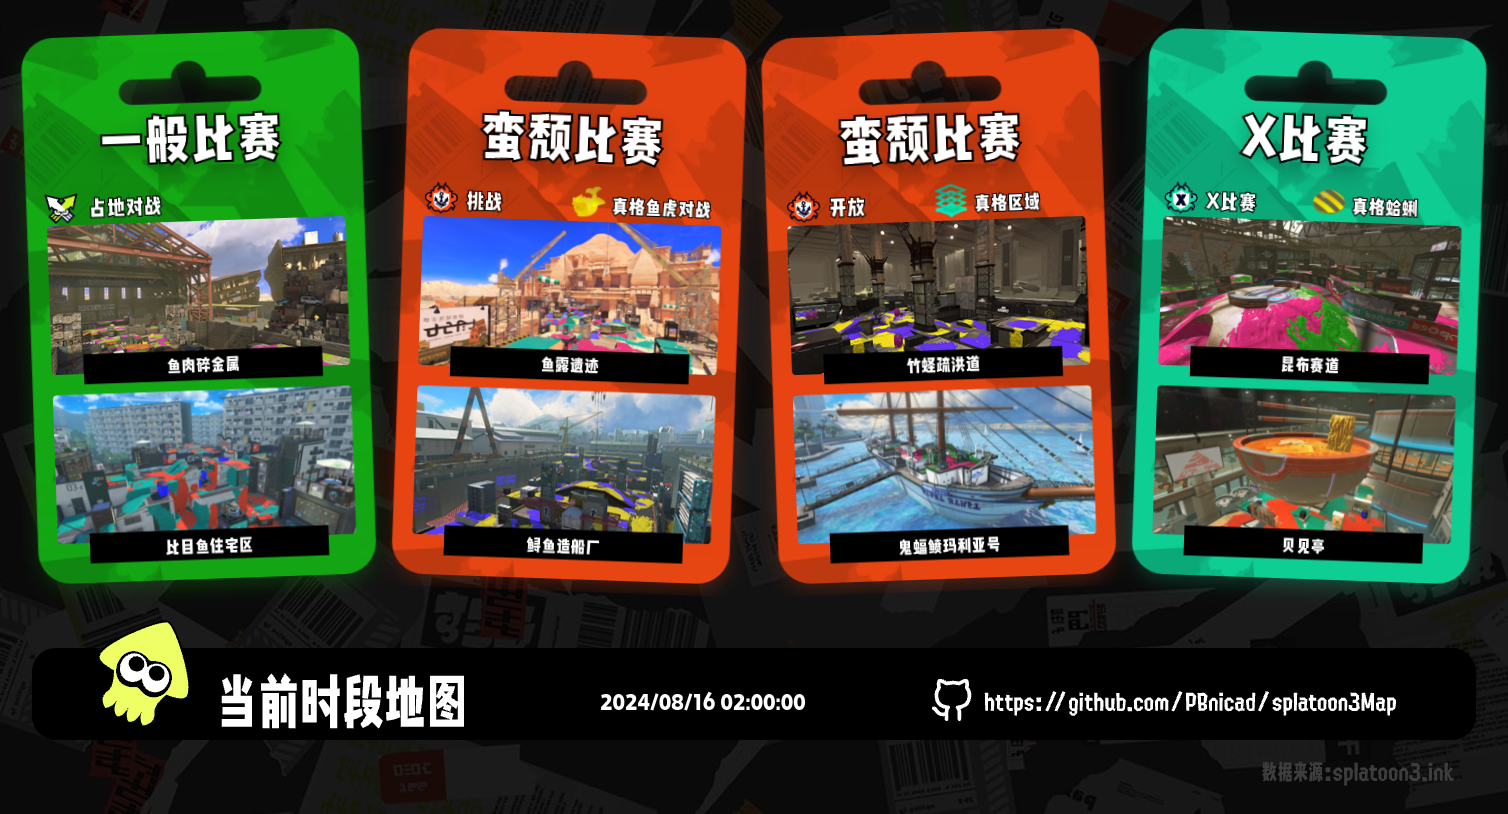 一般比赛
占地对战
鱼肉碎金属
比目鱼住宅区
蛮颓比赛
挑战
真格鱼虎对战
鱼露遗迹
鲟鱼造船厂
蛮颓比赛
开放
真格区域
竹蛏疏洪道
鬼蝠鲼玛利亚号
X比赛
X比赛
真格蛤蜊
昆布赛道
贝见亭
当前时段地图
2024/08/16 02:00:00
https://github.com/PBnicad/splatoon3Map
数据来源:splatoon3.ink